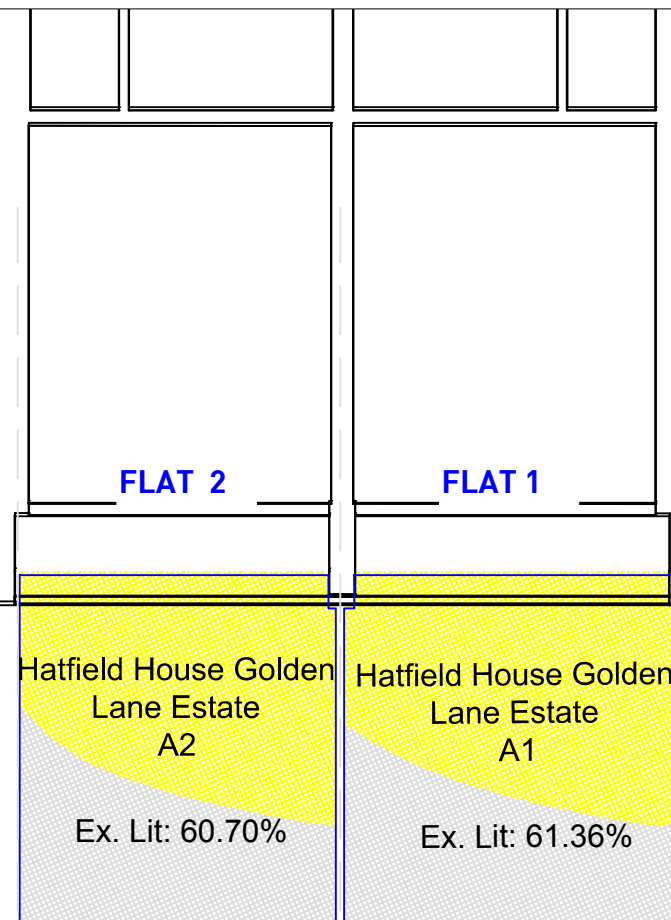 FLAT 2
FLAT 1
Hatfield House Golden
Lane Estate
A2
Hatfield House Golden
Lane Estate
A1
Ex. Lit: 60.70%
Ex. Lit: 61.36%